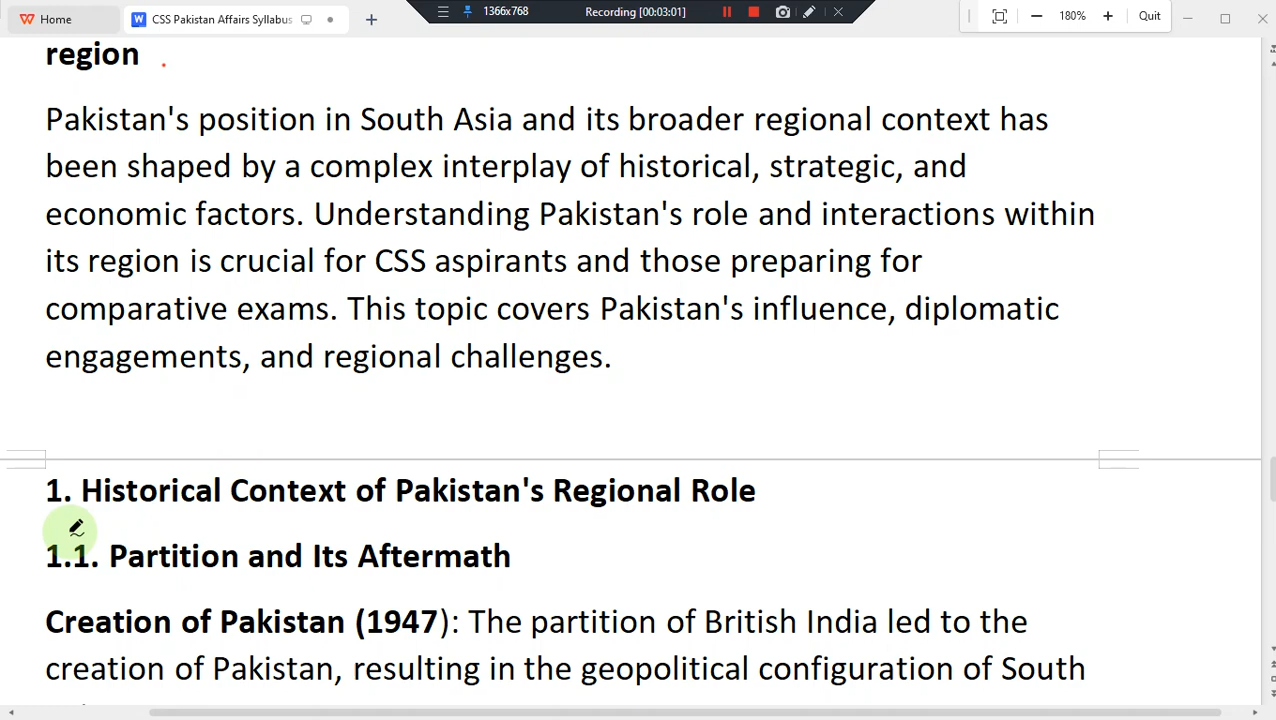 Home
CSS Pakistan Affairs Syllabus
1366x768
Recording [00:03:01]
180%
Quit
region
Pakistan's position in South Asia and its broader regional context has
been shaped by a complex interplay of historical, strategic, and
economic factors. Understanding Pakistan's role and interactions within
its region is crucial for CSS aspirants and those preparing for
comparative exams. This topic covers Pakistan's influence, diplomatic
engagements, and regional challenges.
1. Historical Context of Pakistan's Regional Role
1.1. Partition and Its Aftermath
Creation of Pakistan (1947): The partition of British India led to the
creation of Pakistan, resulting in the geopolitical configuration of South